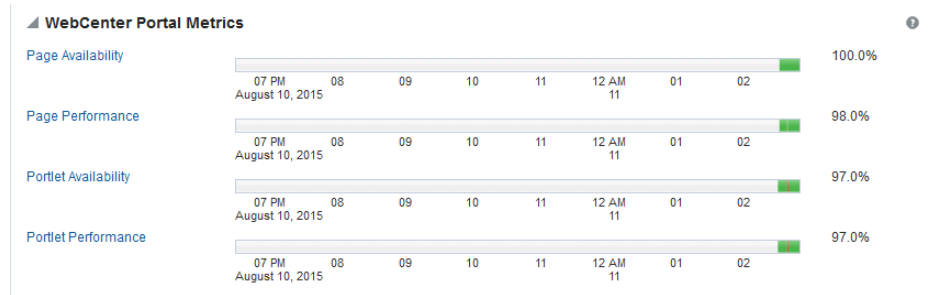 WebCenter Portal Metrics
Page Availability
100.0%
07 PM 08 09 10 11 12 AM 01 02
August 10, 2015 11
Page Performance
98.0%
07 PM 08 09 10 11 12 AM 01 02
August 10, 2015 11
Portlet Availability
97.0%
07 PM 08 09 10 11 12 AM 01 02
August 10, 2015 11
Portlet Performance
97.0%
07 PM 08 09 10 11 12 AM 01 02
August 10, 2015 11